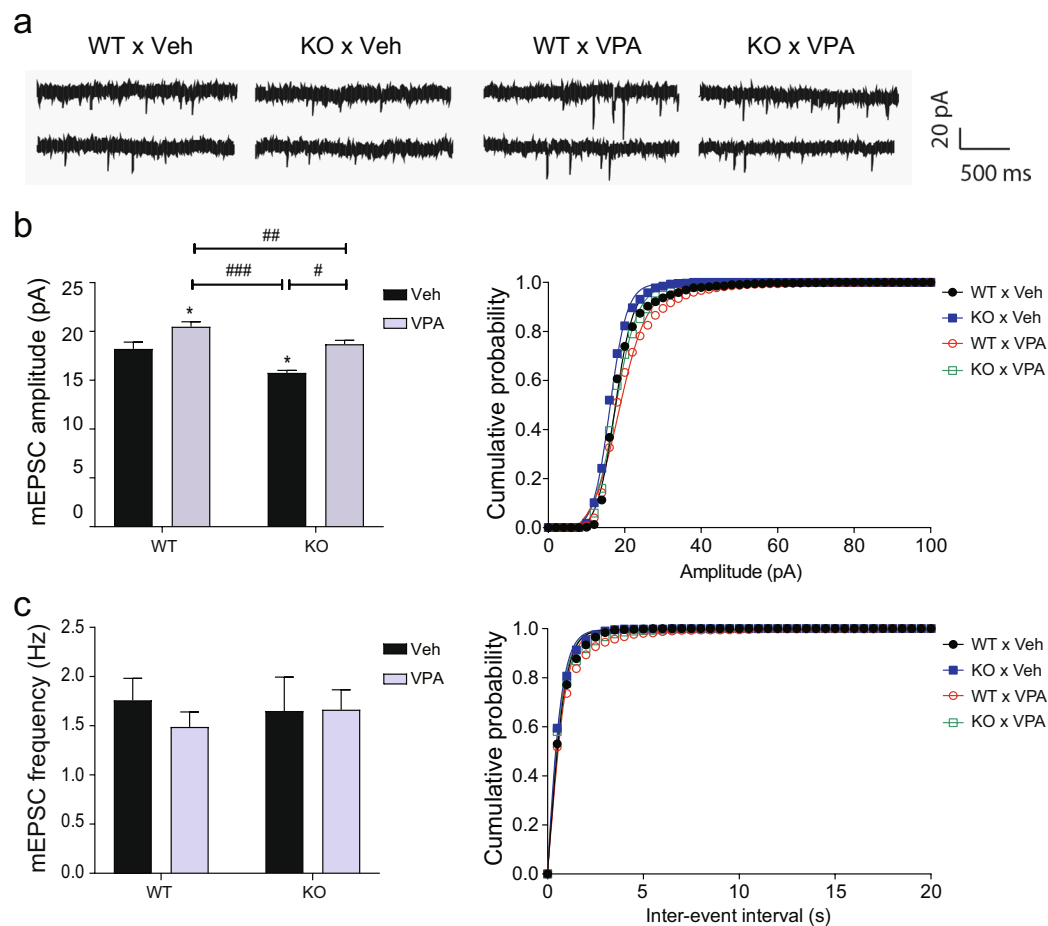 a
WT x Veh
KO x Veh
WT x VPA
KO x VPA
20 pA
500 ms
b
##
###
#
*
*
mEPSC amplitude (pA)
25
20
15
10
5
0
WT
KO
Veh
VPA
Cumulative probability
1.0
0.8
0.6
0.4
0.2
0.0
0
20
40
60
80
100
Amplitude (pA)
WT x Veh
KO x Veh
WT x VPA
KO x VPA
c
mEPSC frequency (Hz)
2.5
2.0
1.5
1.0
0.5
0.0
WT
KO
Veh
VPA
Cumulative probability
1.0
0.8
0.6
0.4
0.2
0.0
0
5
10
15
20
Inter-event interval (s)
WT x Veh
KO x Veh
WT x VPA
KO x VPA